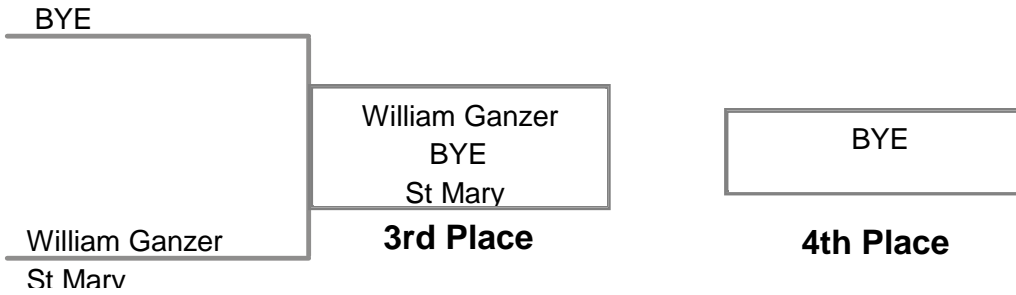 BYE
William Ganzer
BYE
St Mary
3rd Place
BYE
4th Place
William Ganzer
St Mary